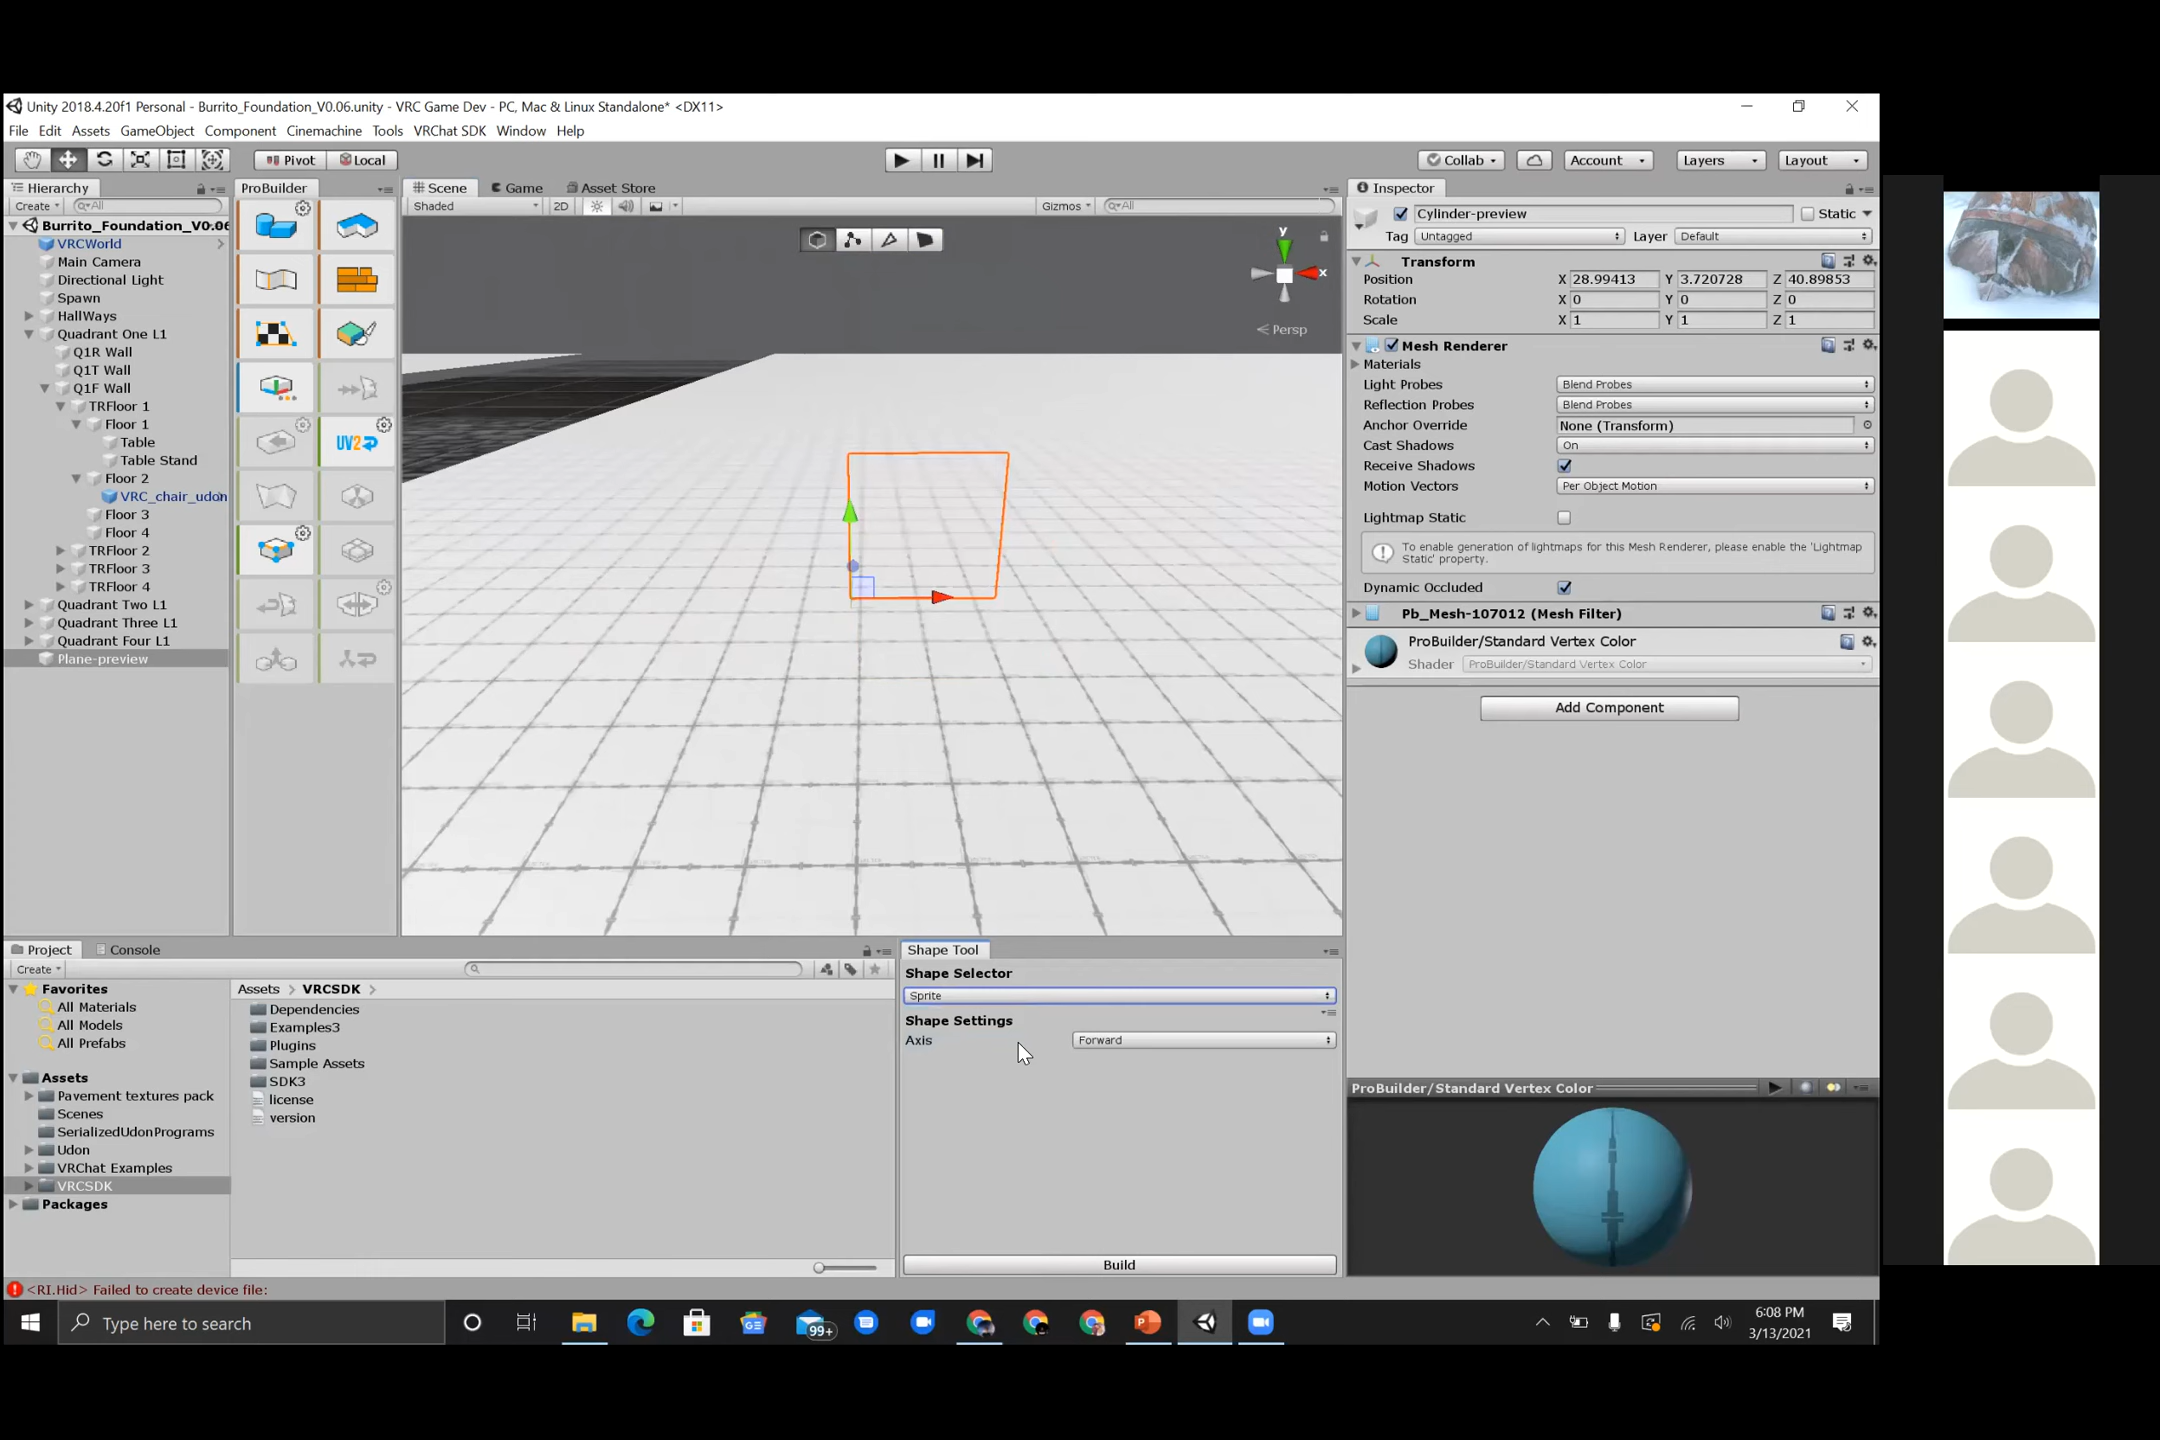 Unity 2018.4.20f1 Personal - Burrito_Foundation_V0.06.unity - VRC Game Dev - PC, Mac & Linux Standalone* <DX11>
File Edit Assets GameObject Component Cinemachine Tools VRChat SDK Window Help
Pivot Local Collab Account Layers Layout
Hierarchy
Create All
Burrito_Foundation_V0.06
VRCWorld
Main Camera
Directional Light
Spawn
HallWays
Quadrant One L1
Q1R Wall
Q1T Wall
Q1F Wall
TRFloor 1
Floor 1
Table
Table Stand
Floor 2
VRC_chair_udon
Floor 3
Floor 4
TRFloor 2
TRFloor 3
TRFloor 4
Quadrant Two L1
Quadrant Three L1
Quadrant Four L1
Plane-preview
ProBuilder
UV2
Scene Game Asset Store
Shaded 2D Gizmos All
y
x
Persp
Inspector
Cylinder-preview Static
Tag Untagged Layer Default
Transform
Position X 28.99413 Y 3.720728 Z 40.89853
Rotation X 0 Y 0 Z 0
Scale X 1 Y 1 Z 1
Mesh Renderer
Materials
Light Probes Blend Probes
Reflection Probes Blend Probes
Anchor Override None (Transform)
Cast Shadows On
Receive Shadows
Motion Vectors Per Object Motion
Lightmap Static
To enable generation of lightmaps for this Mesh Renderer, please enable the 'Lightmap
Static' property.
Dynamic Occluded
Pb_Mesh-107012 (Mesh Filter)
ProBuilder/Standard Vertex Color
Shader ProBuilder/Standard Vertex Color
Add Component
ProBuilder/Standard Vertex Color
Project Console
Create
Favorites
All Materials
All Models
All Prefabs
Assets
Pavement textures pack
Scenes
SerializedUdonPrograms
Udon
VRChat Examples
VRCSDK
Packages
Assets > VRCSDK >
Dependencies
Examples3
Plugins
Sample Assets
SDK3
license
version
Shape Tool
Shape Selector
Sprite
Shape Settings
Axis Forward
Build
<RI.Hid> Failed to create device file:
Type here to search
99+
6:08 PM
3/13/2021